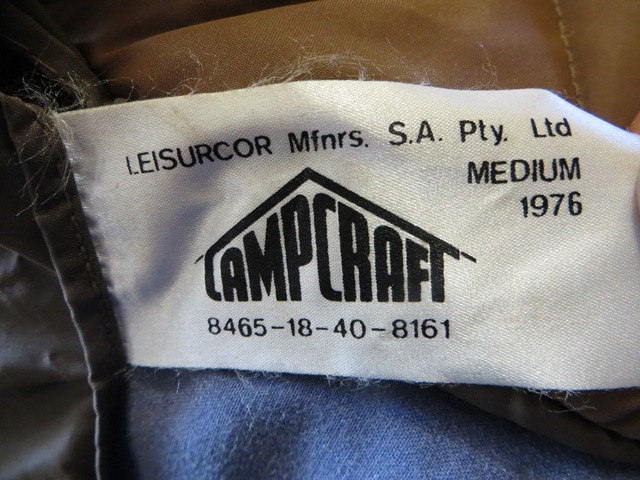 LEISURCOR Mfnrs. S.A. Pty. Ltd
MEDIUM
1976
CAMPCRAFT
8465-18-40-8161